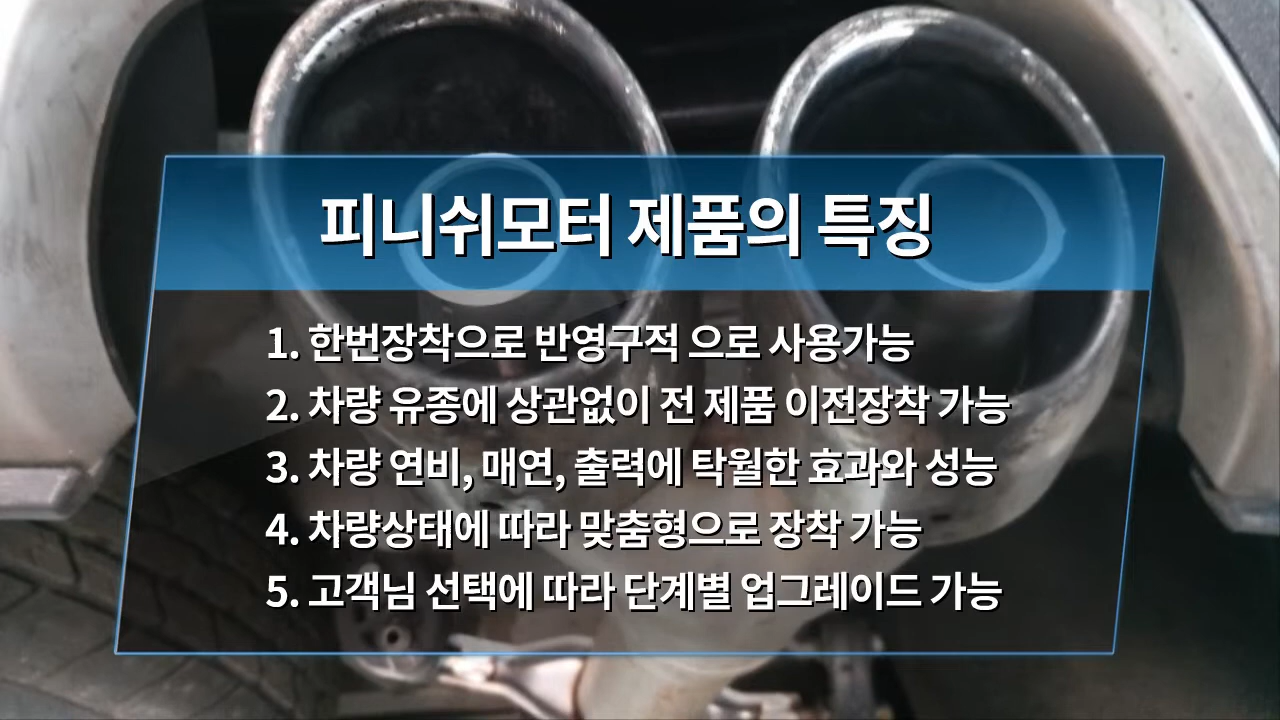 피니쉬모터 제품의 특징
1. 한번장착으로 반영구적 으로 사용가능
2. 차량 유종에 상관없이 전 제품 이전장착 가능
3. 차량 연비, 매연, 출력에 탁월한 효과와 성능
4. 차량상태에 따라 맞춤형으로 장착 가능
5. 고객님 선택에 따라 단계별 업그레이드 가능